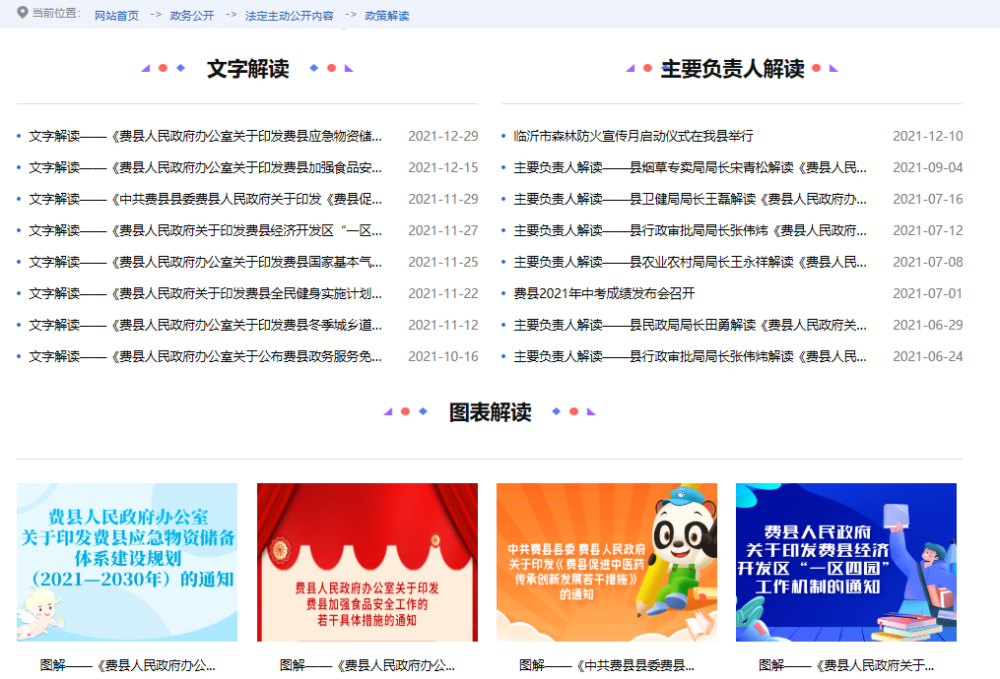 当前位置: 网站首页 -> 政务公开 -> 法定主动公开内容 -> 政策解读
文字解读
文字解读——《费县人民政府办公室关于印发费县应急物资储... 2021-12-29
文字解读——《费县人民政府办公室关于印发费县加强食品安... 2021-12-15
文字解读——《中共费县县委费县人民政府关于印发《费县促... 2021-11-29
文字解读——《费县人民政府关于印发费县经济开发区“一区... 2021-11-27
文字解读——《费县人民政府办公室关于印发费县国家基本气... 2021-11-25
文字解读——《费县人民政府关于印发费县全民健身实施计划... 2021-11-22
文字解读——《费县人民政府办公室关于印发费县冬季城乡道... 2021-11-12
文字解读——《费县人民政府办公室关于公布费县政务服务免... 2021-10-16
主要负责人解读
临沂市森林防火宣传月启动仪式在我县举行 2021-12-10
主要负责人解读——县烟草专卖局局长宋青松解读《费县人民... 2021-09-04
主要负责人解读——县卫健局局长王磊解读《费县人民政府办... 2021-07-16
主要负责人解读——县行政审批局局长张伟炜《费县人民政府... 2021-07-12
主要负责人解读——县农业农村局局长王永祥解读《费县人民... 2021-07-08
费县2021年中考成绩发布会召开 2021-07-01
主要负责人解读——县民政局局长田勇解读《费县人民政府关... 2021-06-29
主要负责人解读——县行政审批局局长张伟炜解读《费县人民... 2021-06-24
图表解读
费县人民政府办公室
关于印发费县应急物资储备
体系建设规划
（2021—2030年）的通知
图解——《费县人民政府办公...
费县人民政府办公室关于印发
费县加强食品安全工作的
若干具体措施的通知
图解——《费县人民政府办公...
中共费县县委 费县人民政府
关于印发《费县促进中医药
传承创新发展若干措施》
的通知
图解——《中共费县县委费县...
费县人民政府
关于印发费县经济
开发区“一区四园”
工作机制的通知
图解——《费县人民政府关于...